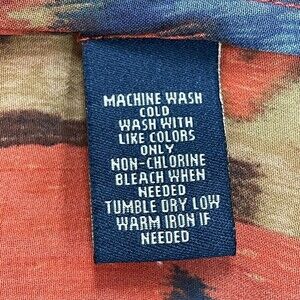 MACHINE WASH
COLD
WASH WITH
LIKE COLORS
ONLY
NON-CHLORINE
BLEACH WHEN
NEEDED
TUMBLE DRY LOW
WARM IRON IF
NEEDED